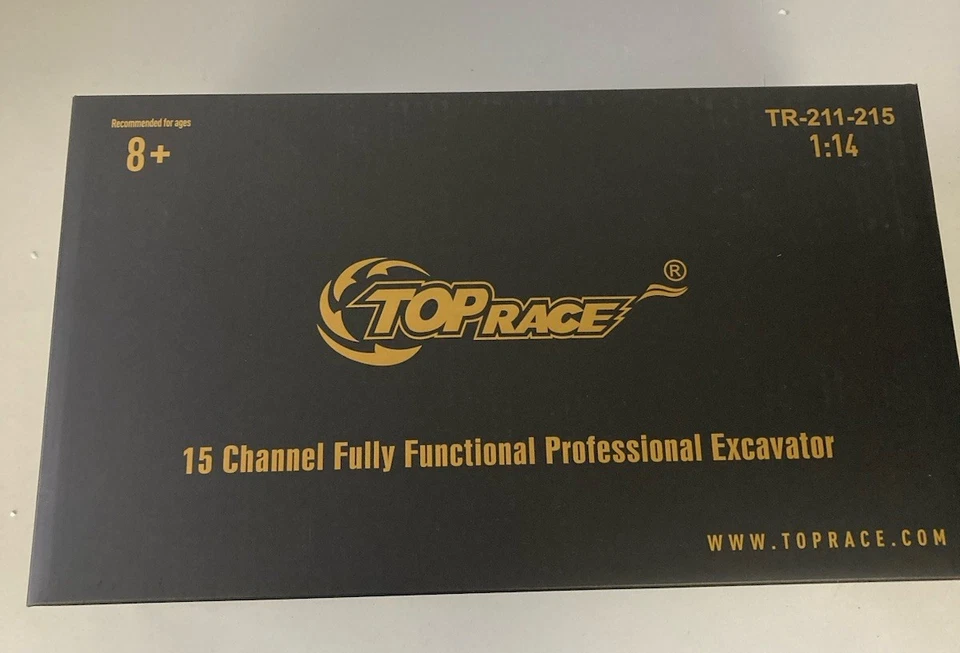 Recommended for ages
8+
TR-211-215
1:14
TOP RACE ®
15 Channel Fully Functional Professional Excavator
WWW.TOPRACE.COM